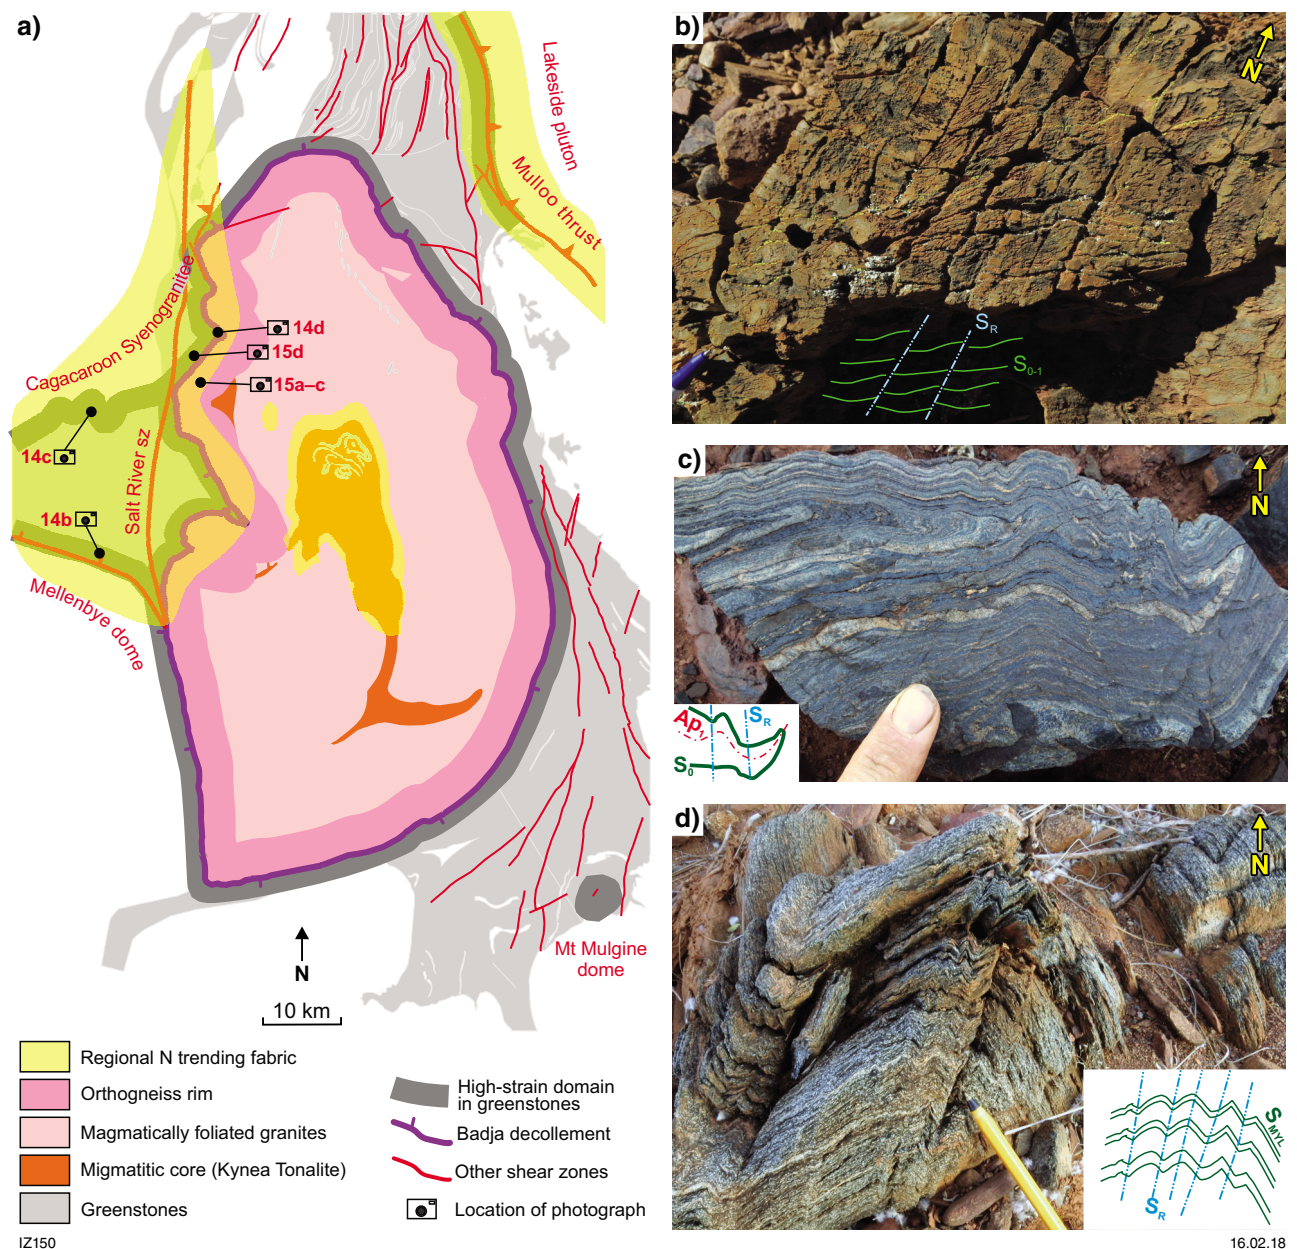 a)
Lakeside pluton
Mulloo thrust
Cagacaroon Syenogranitee
14d
15d
15a–c
14c
Salt River sz
14b
Mellenbye dome
Mt Mulgine
dome
N
10 km
Regional N trending fabric
Orthogneiss rim
Magmatically foliated granites
Migmatitic core (Kynea Tonalite)
Greenstones
High-strain domain
in greenstones
Badja decollement
Other shear zones
Location of photograph
IZ150
b)
N
SR
S0-1
c)
N
Ap1
SR
S0
d)
N
SMYL
SR
16.02.18